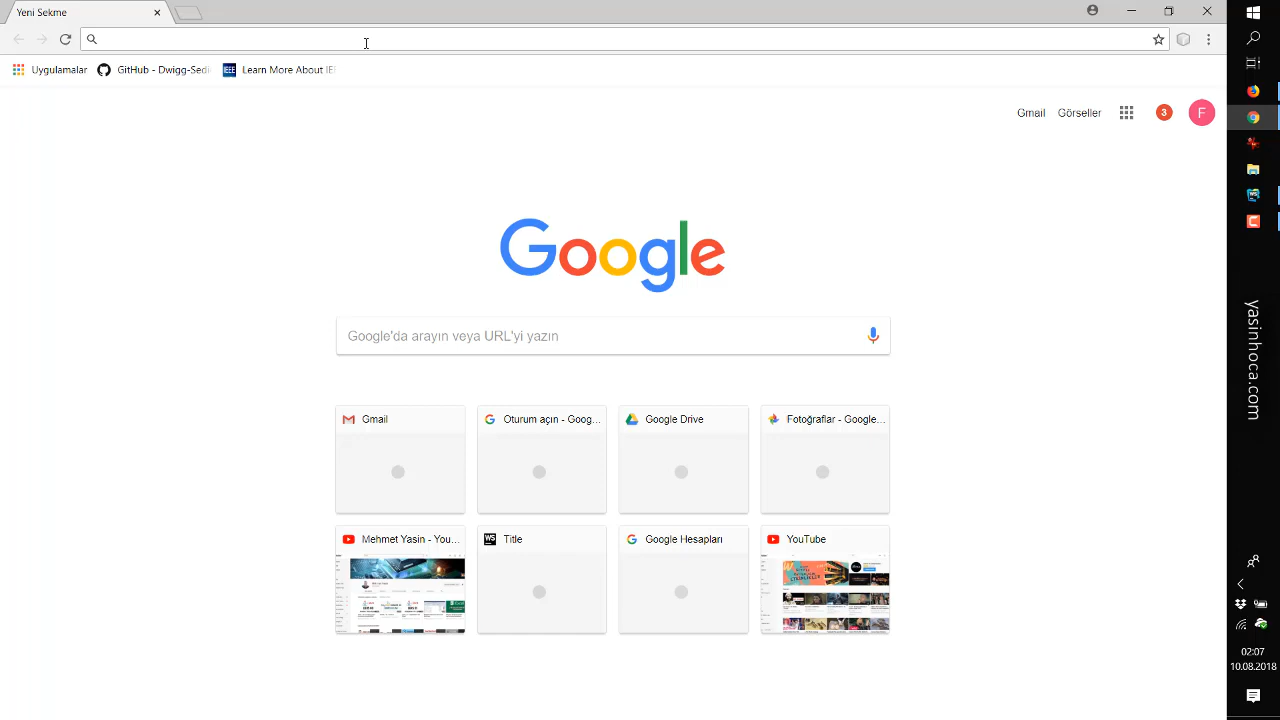 Yeni Sekme
Uygulamalar
GitHub - Dwigg-Sedi
Learn More About IEE
Gmail
Görseller
3
F
Google
Google'da arayın veya URL'yi yazın
Gmail
Oturum açın - Goog...
Google Drive
Fotoğraflar - Google...
Mehmet Yasin - You...
WS
Title
Google Hesapları
YouTube
yasinhoca.com
02:07
10.08.2018